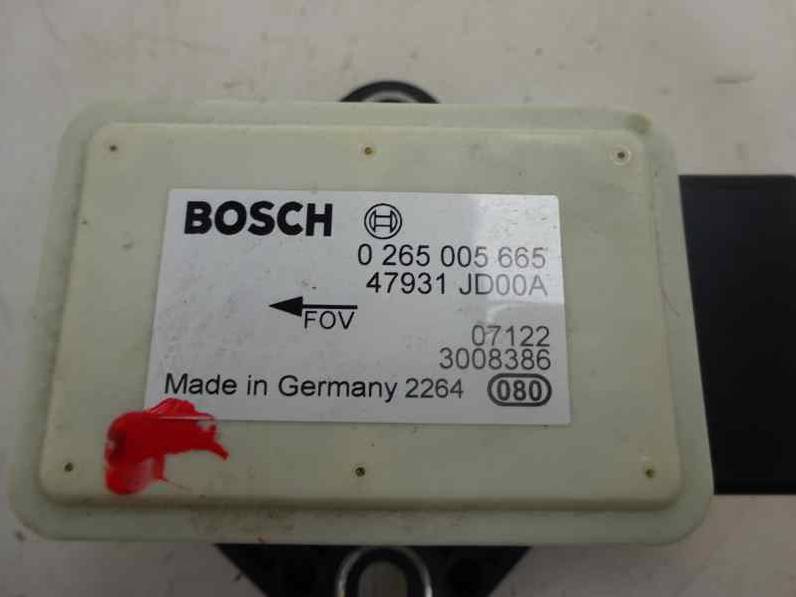 BOSCH
0 265 005 665
47931 JD00A
FOV
07122
3008386
Made in Germany 2264 080